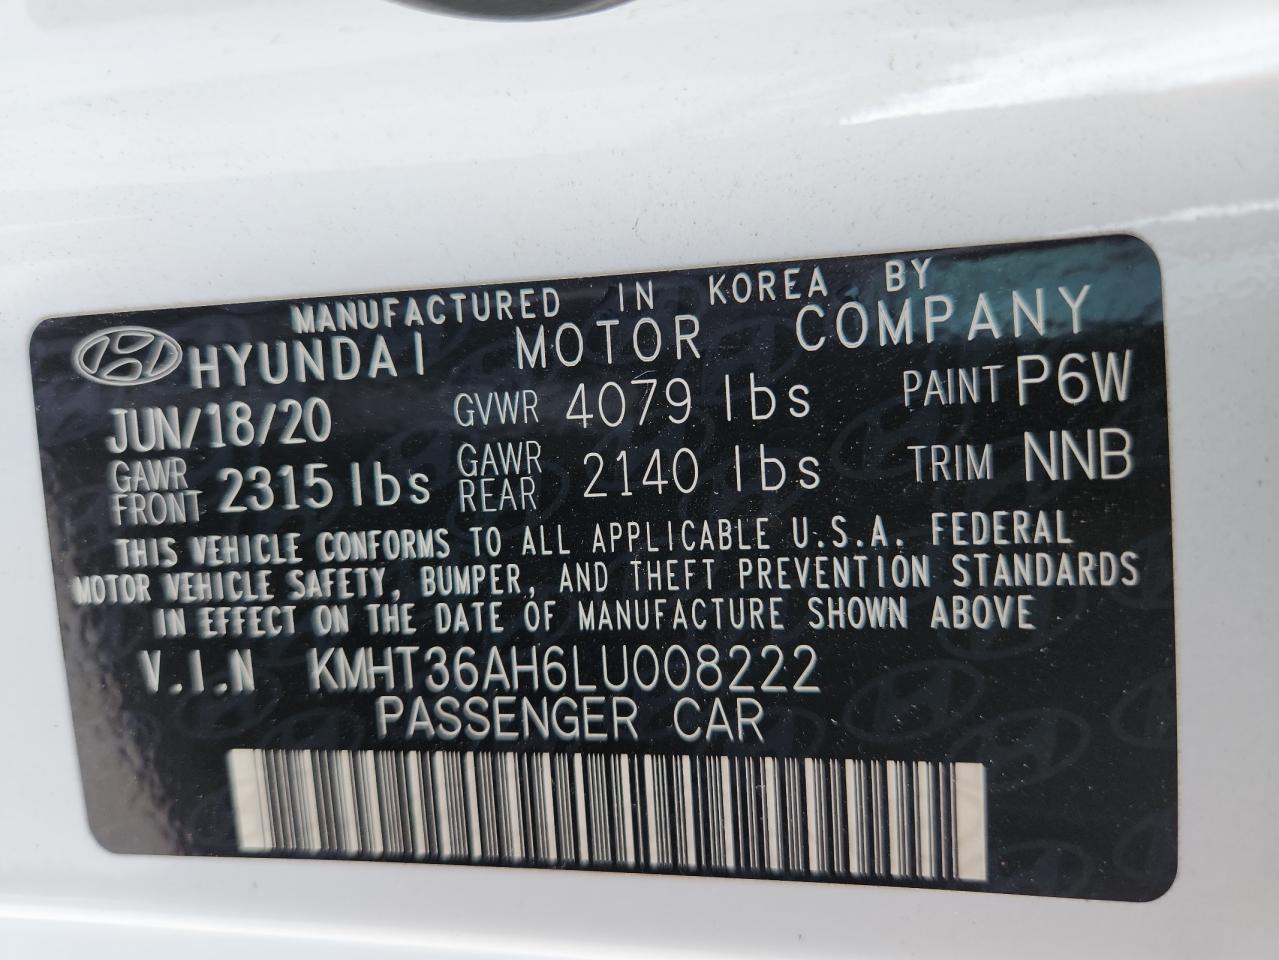 MANUFACTURED IN KOREA BY
HYUNDAI MOTOR COMPANY
JUN/18/20 GVWR 4079 lbs PAINT P6W
GAWR FRONT 2315 lbs GAWR REAR 2140 lbs TRIM NNB
THIS VEHICLE CONFORMS TO ALL APPLICABLE U.S.A. FEDERAL
MOTOR VEHICLE SAFETY, BUMPER, AND THEFT PREVENTION STANDARDS
IN EFFECT ON THE DATE OF MANUFACTURE SHOWN ABOVE
V.I.N KMHT36AH6LU008222
PASSENGER CAR